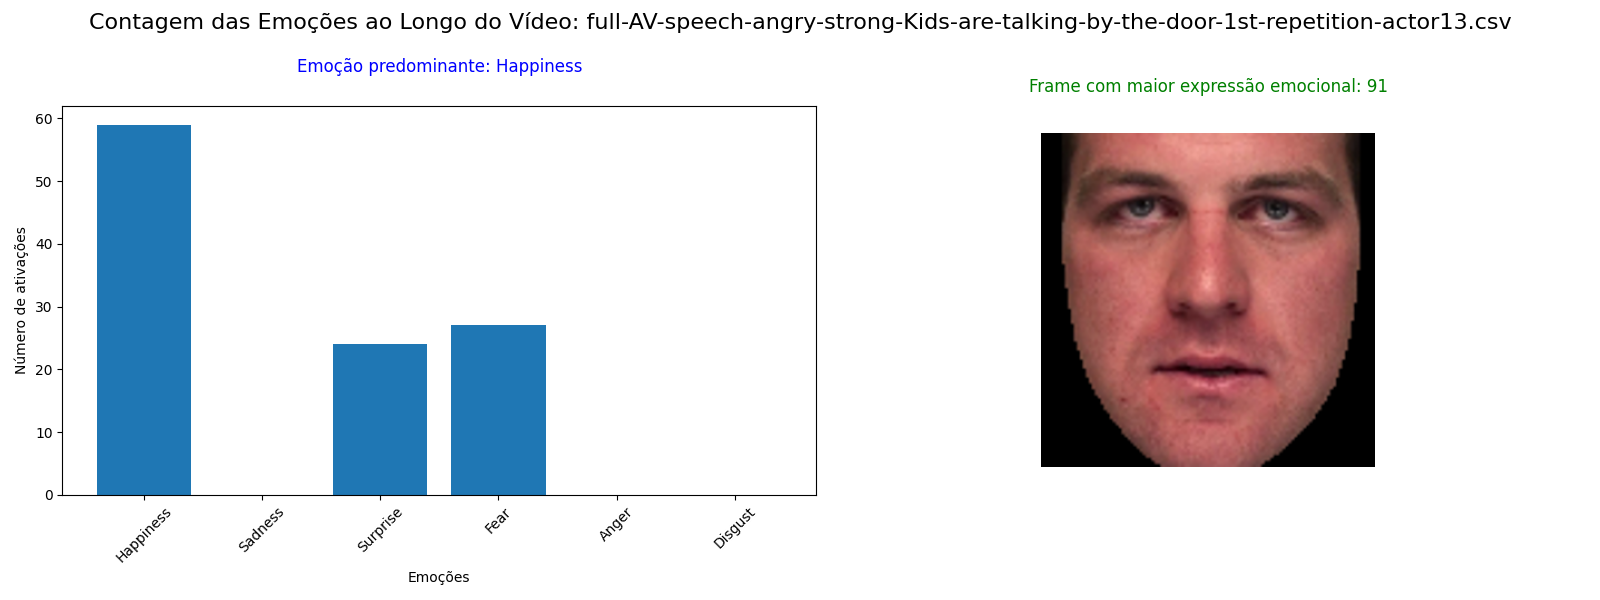 Contagem das Emoções ao Longo do Vídeo: full-AV-speech-angry-strong-Kids-are-talking-by-the-door-1st-repetition-actor13.csv
Emoção predominante: Happiness
Frame com maior expressão emocional: 91
60
50
40
30
20
10
0
Número de ativações
Happiness
Sadness
Surprise
Fear
Anger
Disgust
Emoções